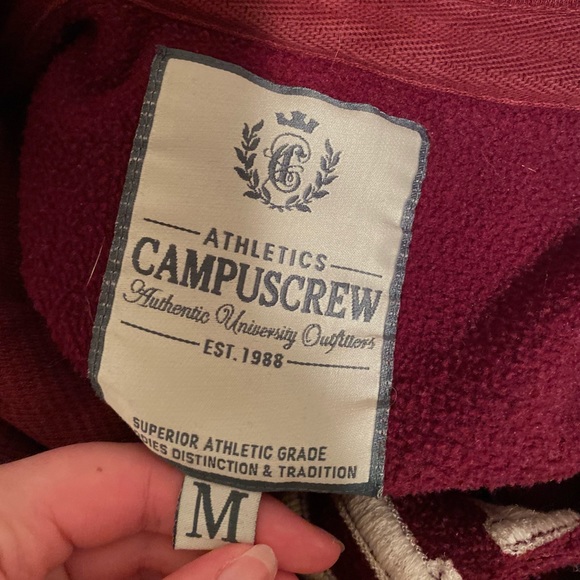 ATHLETICS
CAMPUSCREW
Authentic University Outfitters
EST. 1988
SUPERIOR ATHLETIC GRADE
DISTINCTION & TRADITION
M